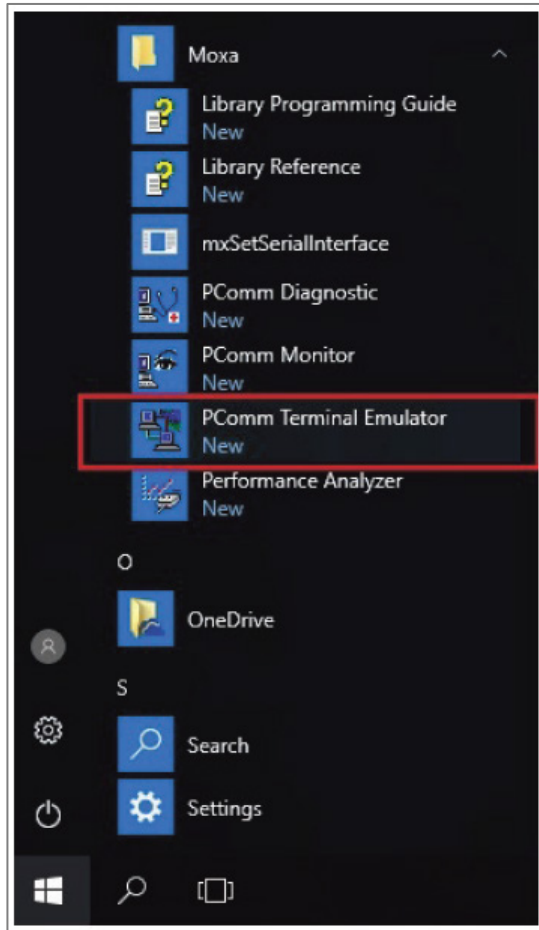 Moxa
Library Programming Guide
New
Library Reference
New
mxSetSerialInterface
PComm Diagnostic
New
PComm Monitor
New
PComm Terminal Emulator
New
Performance Analyzer
New
O
OneDrive
S
Search
Settings